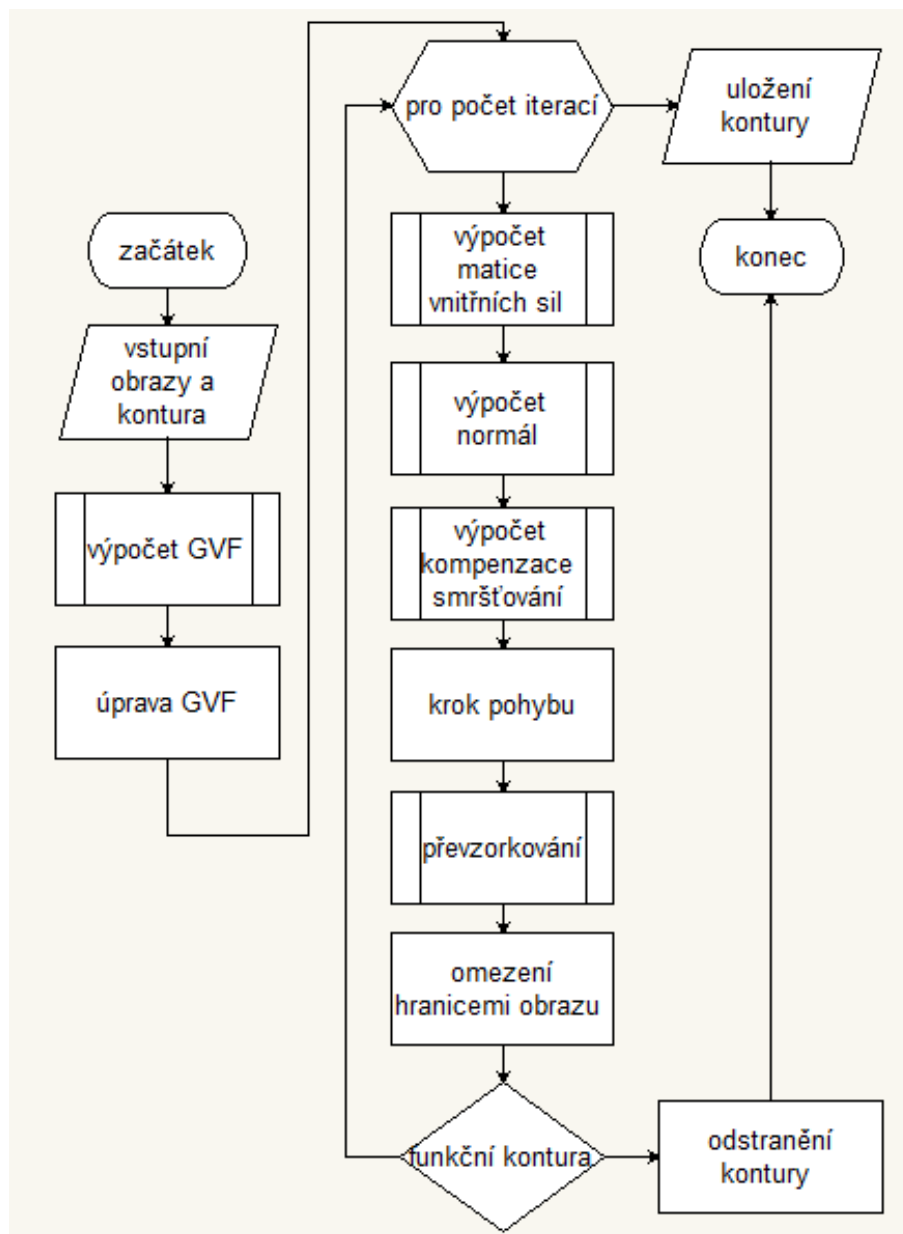 začátek
vstupní
obrazy a
kontura
výpočet GVF
úprava GVF
pro počet iterací
výpočet
matice
vnitřních sil
výpočet
normál
výpočet
kompenzace
smršťování
krok pohybu
převzorkování
omezení
hranicemi obrazu
funkční kontura
uložení
kontury
konec
odstranění
kontury